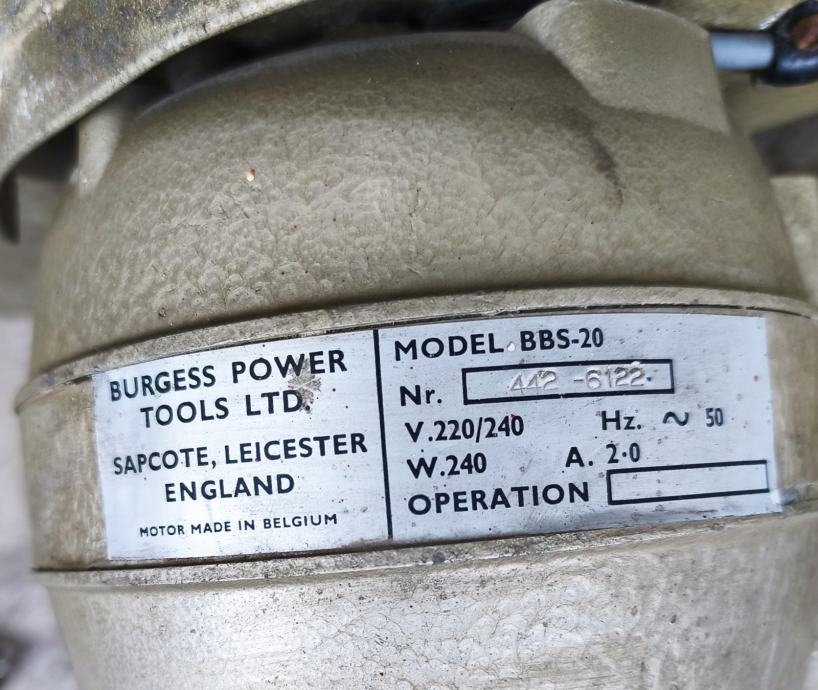 BURGESS POWER
TOOLS LTD.
SAPCOTE, LEICESTER
ENGLAND
MOTOR MADE IN BELGIUM
MODEL BBS-20
Nr. 442 -6122.
V.220/240 Hz. ~ 50
W.240 A. 2·0
OPERATION